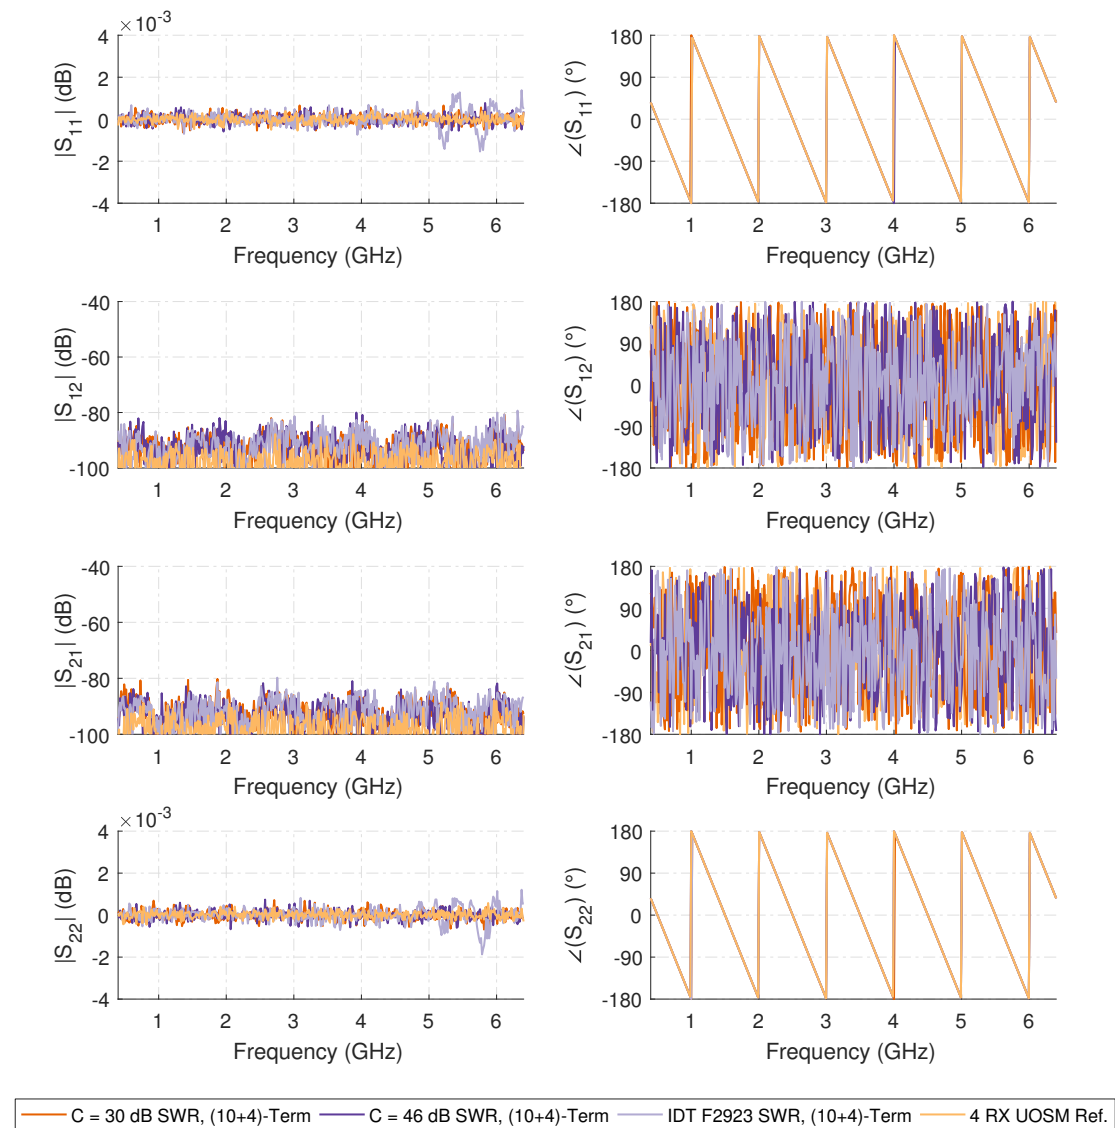 ×10⁻³
4
2
0
-2
-4
|S₁₁| (dB)
1 2 3 4 5 6
Frequency (GHz)
180
90
0
-90
-180
∠(S₁₁) (°)
1 2 3 4 5 6
Frequency (GHz)
-40
-60
-80
-100
|S₁₂| (dB)
1 2 3 4 5 6
Frequency (GHz)
180
90
0
-90
-180
∠(S₁₂) (°)
1 2 3 4 5 6
Frequency (GHz)
-40
-60
-80
-100
|S₂₁| (dB)
1 2 3 4 5 6
Frequency (GHz)
180
90
0
-90
-180
∠(S₂₁) (°)
1 2 3 4 5 6
Frequency (GHz)
×10⁻³
4
2
0
-2
-4
|S₂₂| (dB)
1 2 3 4 5 6
Frequency (GHz)
180
90
0
-90
-180
∠(S₂₂) (°)
1 2 3 4 5 6
Frequency (GHz)
C = 30 dB SWR, (10+4)-Term C = 46 dB SWR, (10+4)-Term IDT F2923 SWR, (10+4)-Term 4 RX UOSM Ref.